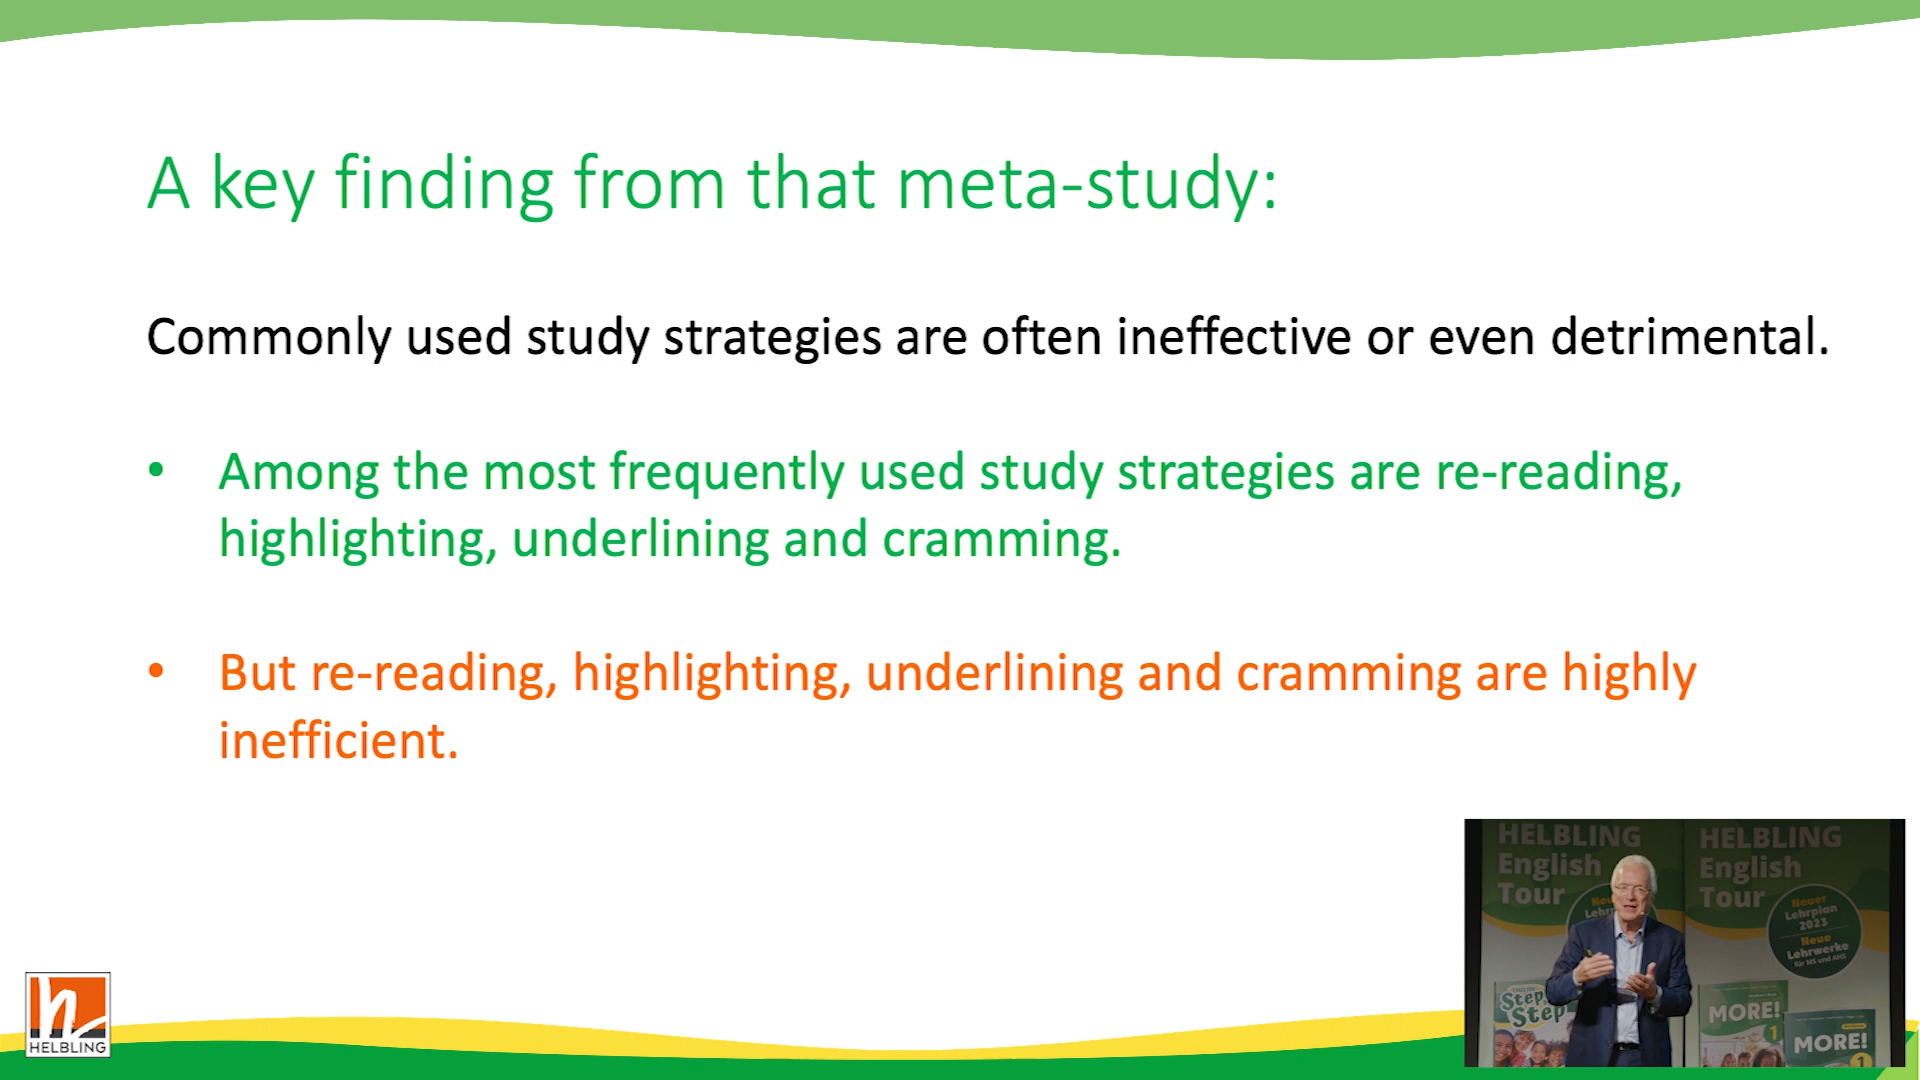 A key finding from that meta-study:
Commonly used study strategies are often ineffective or even detrimental.
• Among the most frequently used study strategies are re-reading,
highlighting, underlining and cramming.
• But re-reading, highlighting, underlining and cramming are highly
inefficient.
HELBLING
HELBLING
English
Tour
HELBLING
English
Tour
Neuer
Lehrplan
2023
Neue
Lehrwerke
für MS und AHS
ENGLISH
Step
Step
MORE!
1
MORE!
1